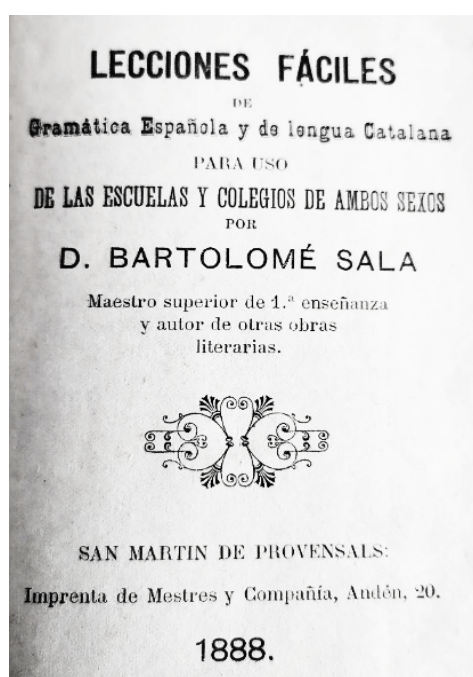 LECCIONES FÁCILES
DE
Gramática Española y de lengua Catalana
PARA USO
DE LAS ESCUELAS Y COLEGIOS DE AMBOS SEXOS
POR
D. BARTOLOMÉ SALA
Maestro superior de 1.ª enseñanza
y autor de otras obras
literarias.
SAN MARTIN DE PROVENSALS:
Imprenta de Mestres y Compañía, Andén, 20.
1888.